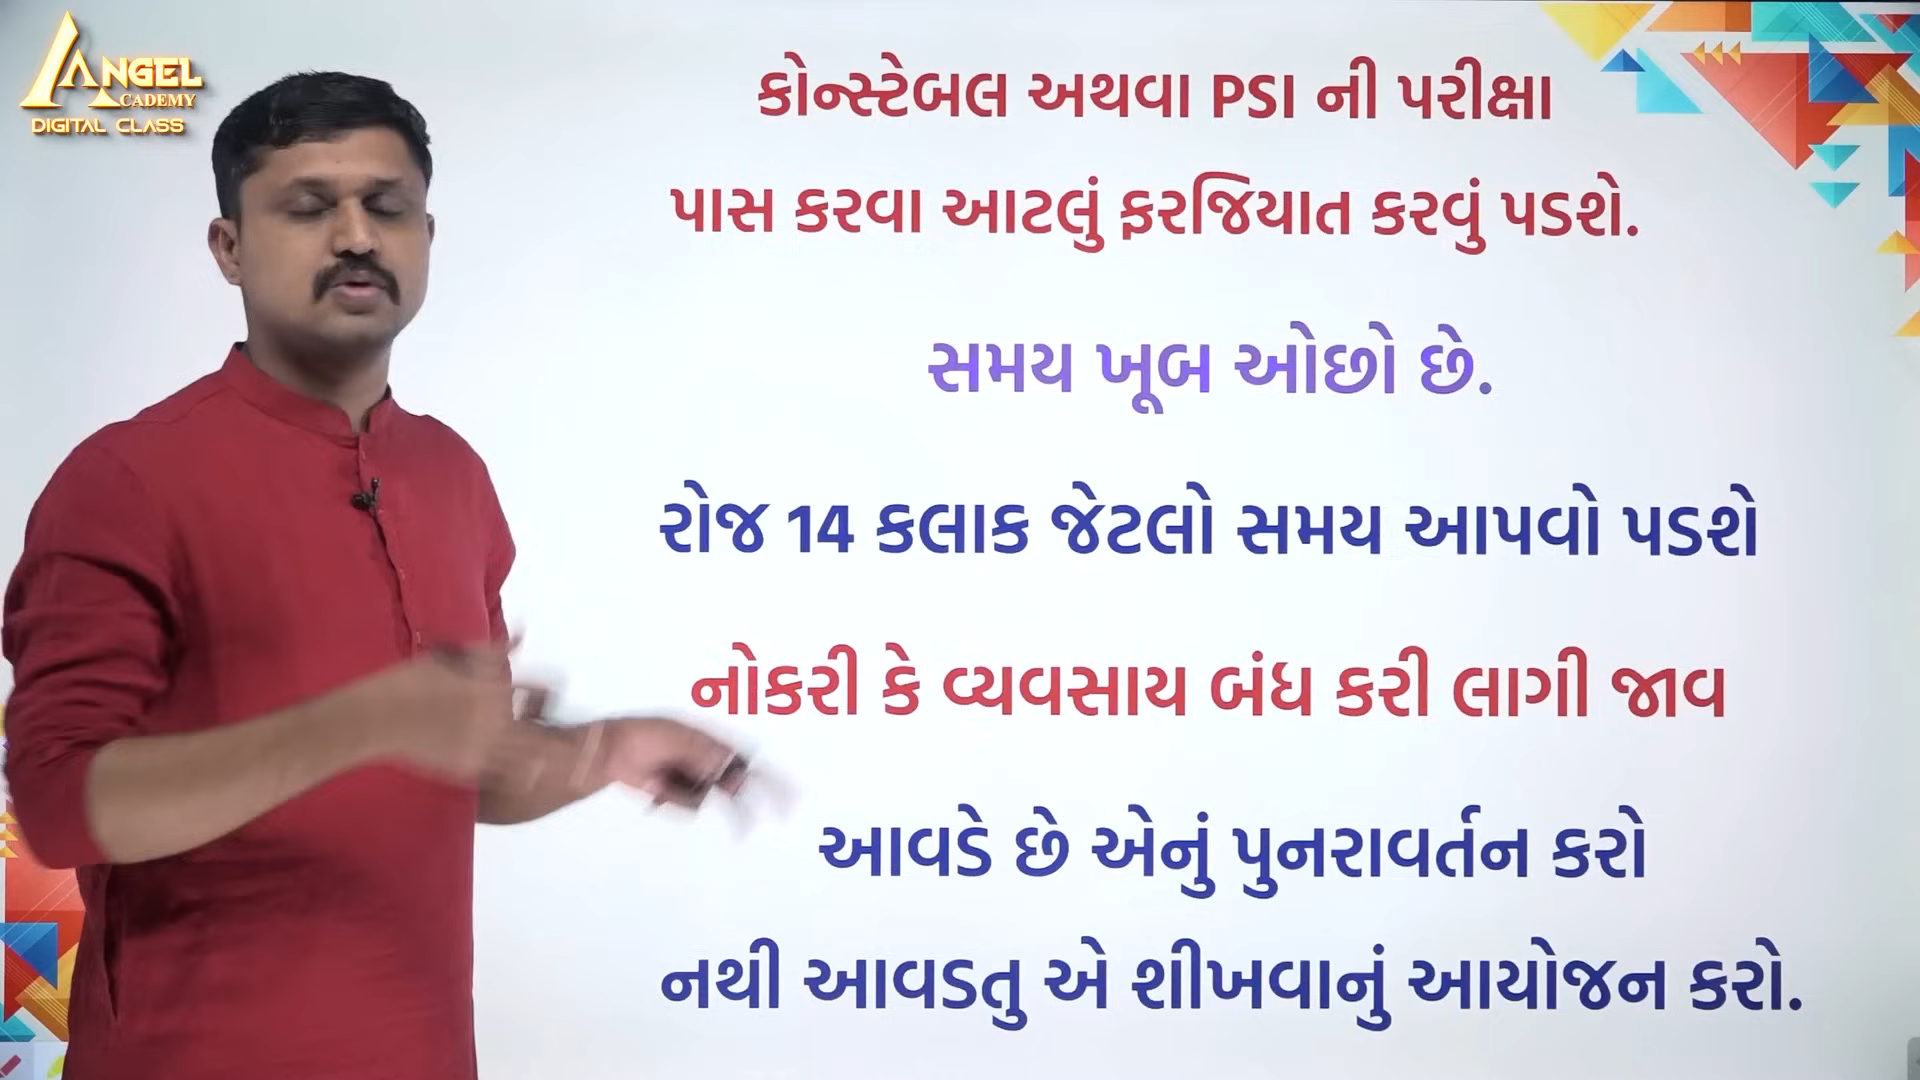 ANGEL
ACADEMY
DIGITAL CLASS
કોન્સ્ટેબલ અથવા PSI ની પરીક્ષા
પાસ કરવા આટલું ફરજિયાત કરવું પડશે.
સમય ખૂબ ઓછો છે.
રોજ 14 કલાક જેટલો સમય આપવો પડશે
નોકરી કે વ્યવસાય બંધ કરી લાગી જાવ
આવડે છે એનું પુનરાવર્તન કરો
નથી આવડતુ એ શીખવાનું આયોજન કરો.